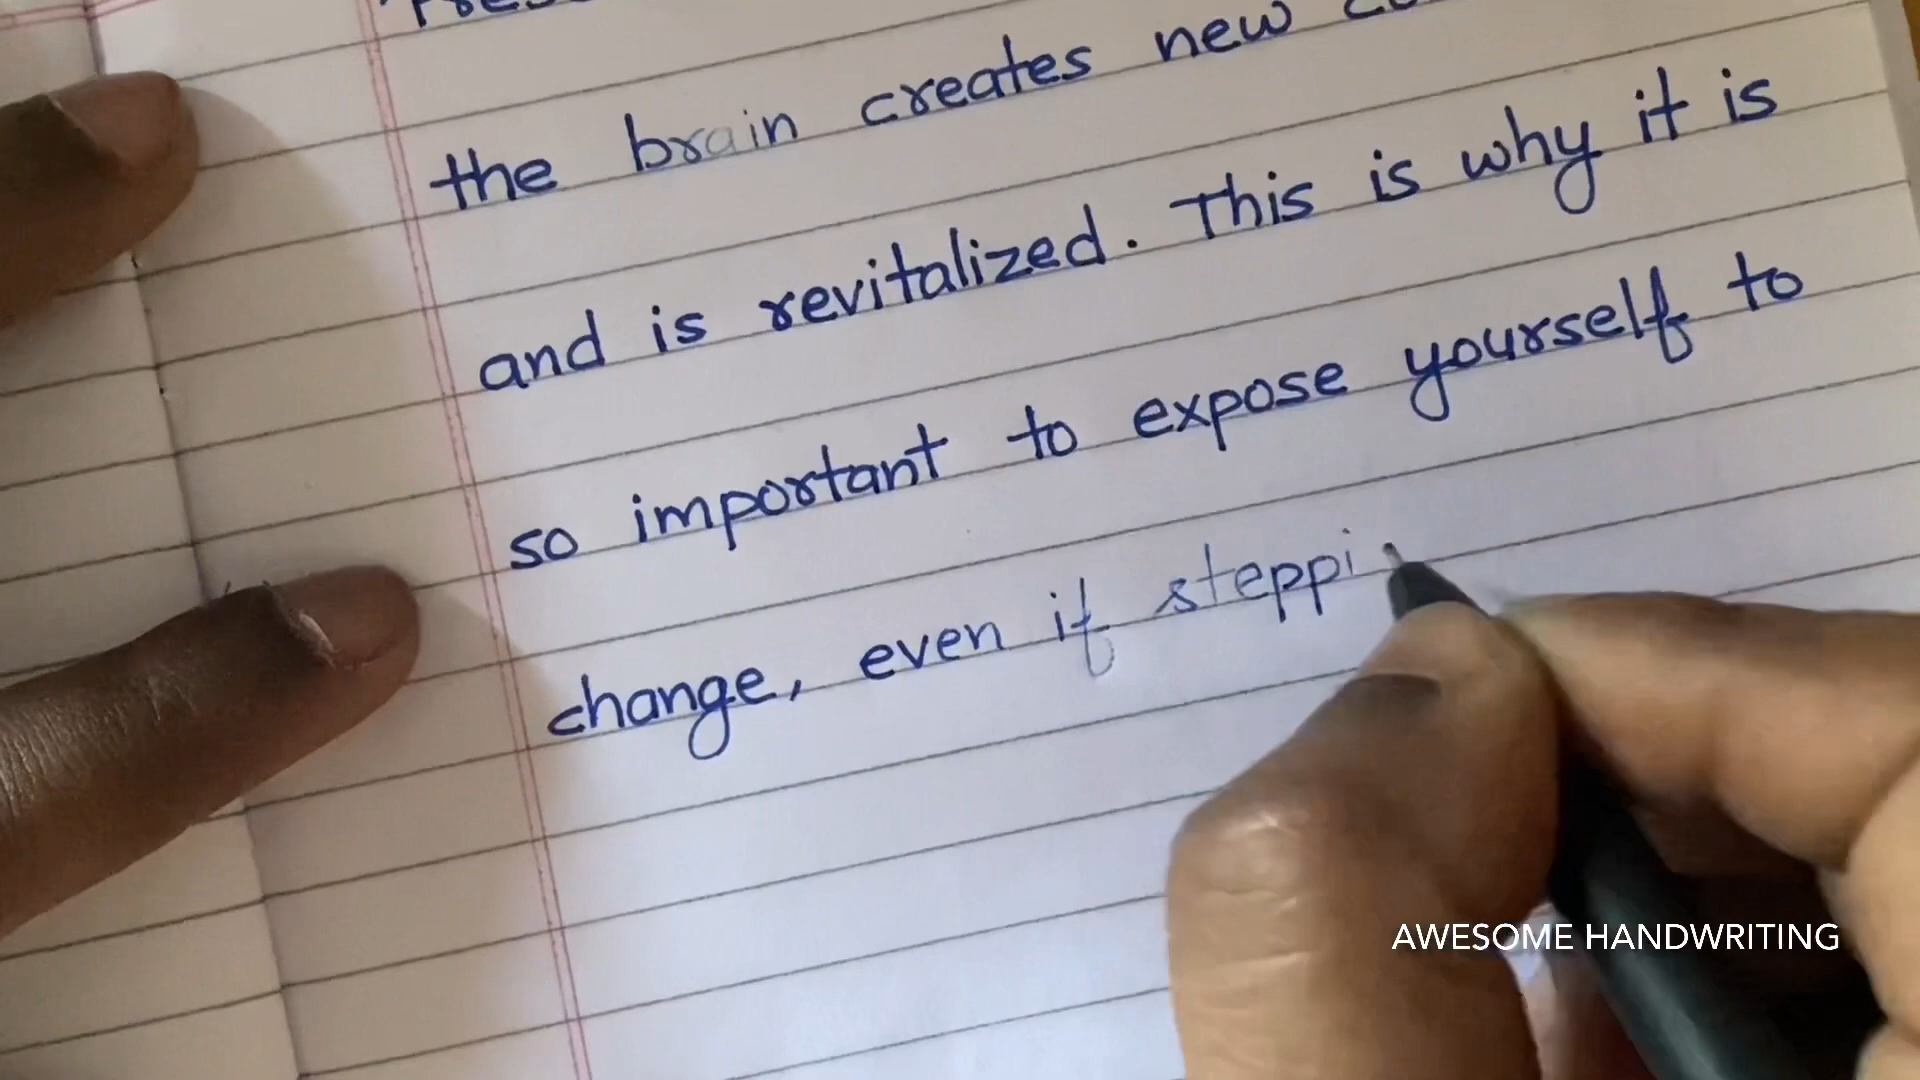 the brain creates new
and is revitalized. This is why it is
so important to expose yourself to
change, even if steppi
AWESOME HANDWRITING